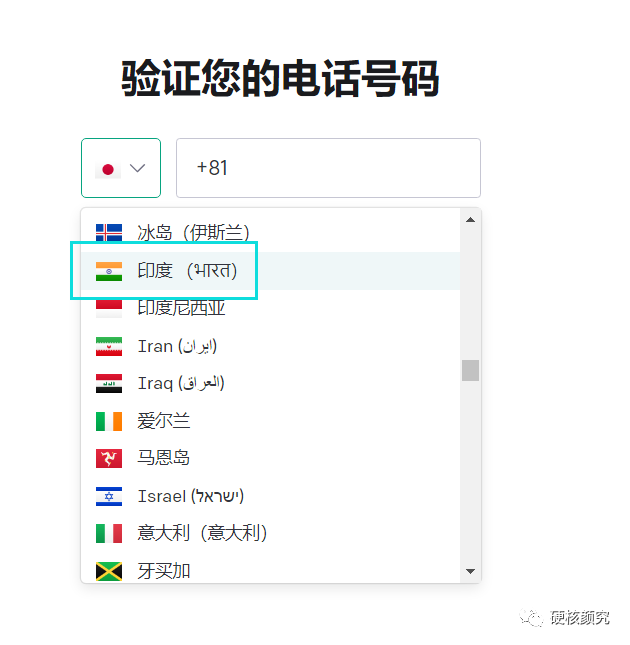 验证您的电话号码
+81
冰岛（伊斯兰）
印度 （भारत）
印度尼西亚
Iran (ایران)
Iraq (العراق)
爱尔兰
马恩岛
Israel (ישראל)
意大利（意大利）
牙买加
硬核颜究